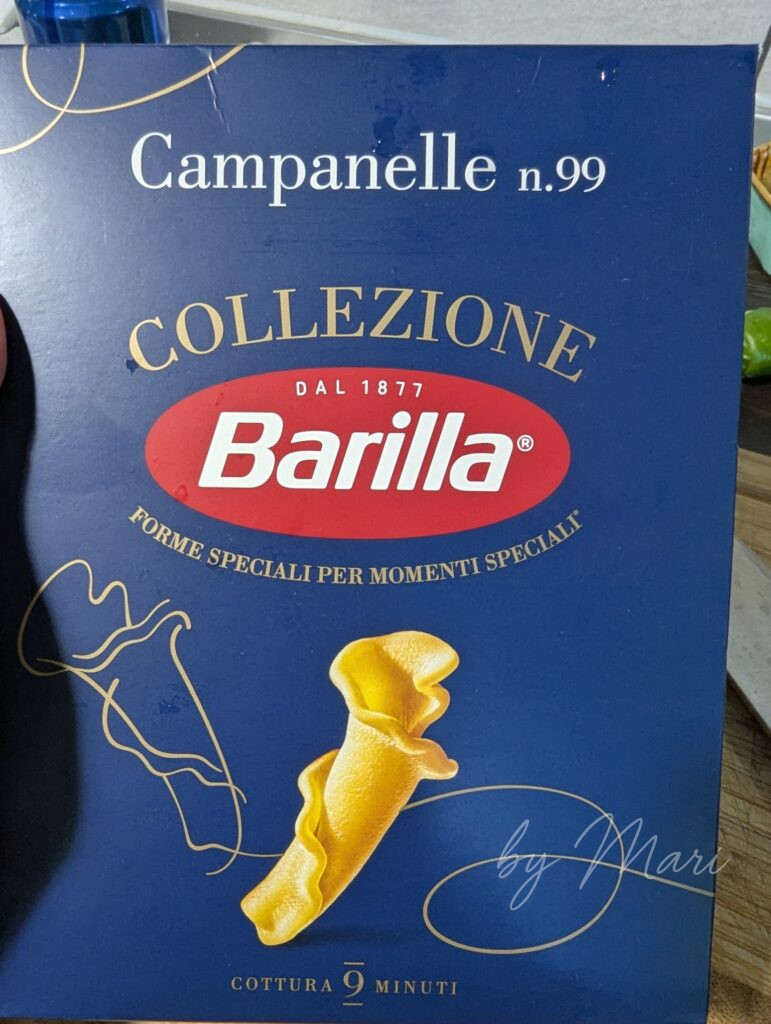 Campanelle n.99
COLLEZIONE
DAL 1877
Barilla®
FORME SPECIALI PER MOMENTI SPECIALI*
by Mari
COTTURA 9 MINUTI